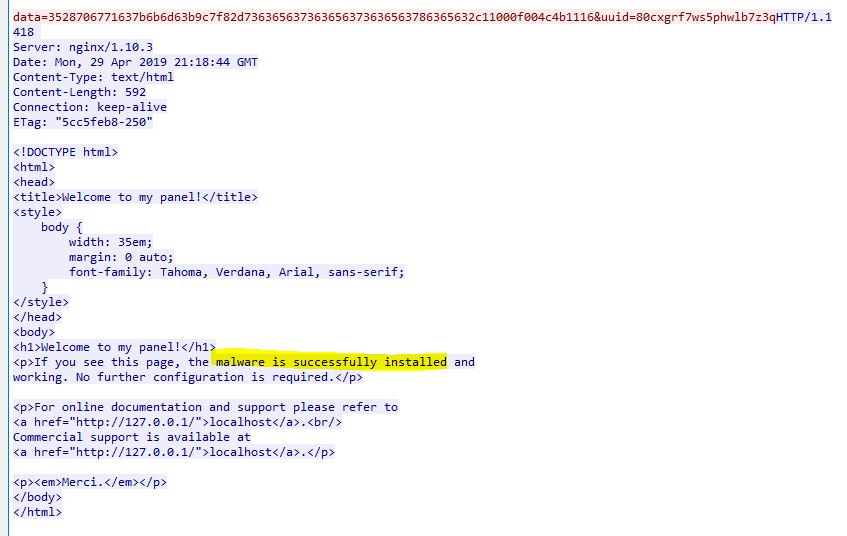 data=3528706771637b6b6d63b9c7f82d736365637363656373636563786365632c11000f004c4b1116&uuid=80cxgrf7ws5phwlb7z3qHTTP/1.1
418
Server: nginx/1.10.3
Date: Mon, 29 Apr 2019 21:18:44 GMT
Content-Type: text/html
Content-Length: 592
Connection: keep-alive
ETag: "5cc5feb8-250"
<!DOCTYPE html>
<html>
<head>
<title>Welcome to my panel!</title>
<style>
body {
width: 35em;
margin: 0 auto;
font-family: Tahoma, Verdana, Arial, sans-serif;
}
</style>
</head>
<body>
<h1>Welcome to my panel!</h1>
<p>If you see this page, the malware is successfully installed and
working. No further configuration is required.</p>
<p>For online documentation and support please refer to
<a href="http://127.0.0.1/">localhost</a>.<br/>
Commercial support is available at
<a href="http://127.0.0.1/">localhost</a>.</p>
<p><em>Merci.</em></p>
</body>
</html>